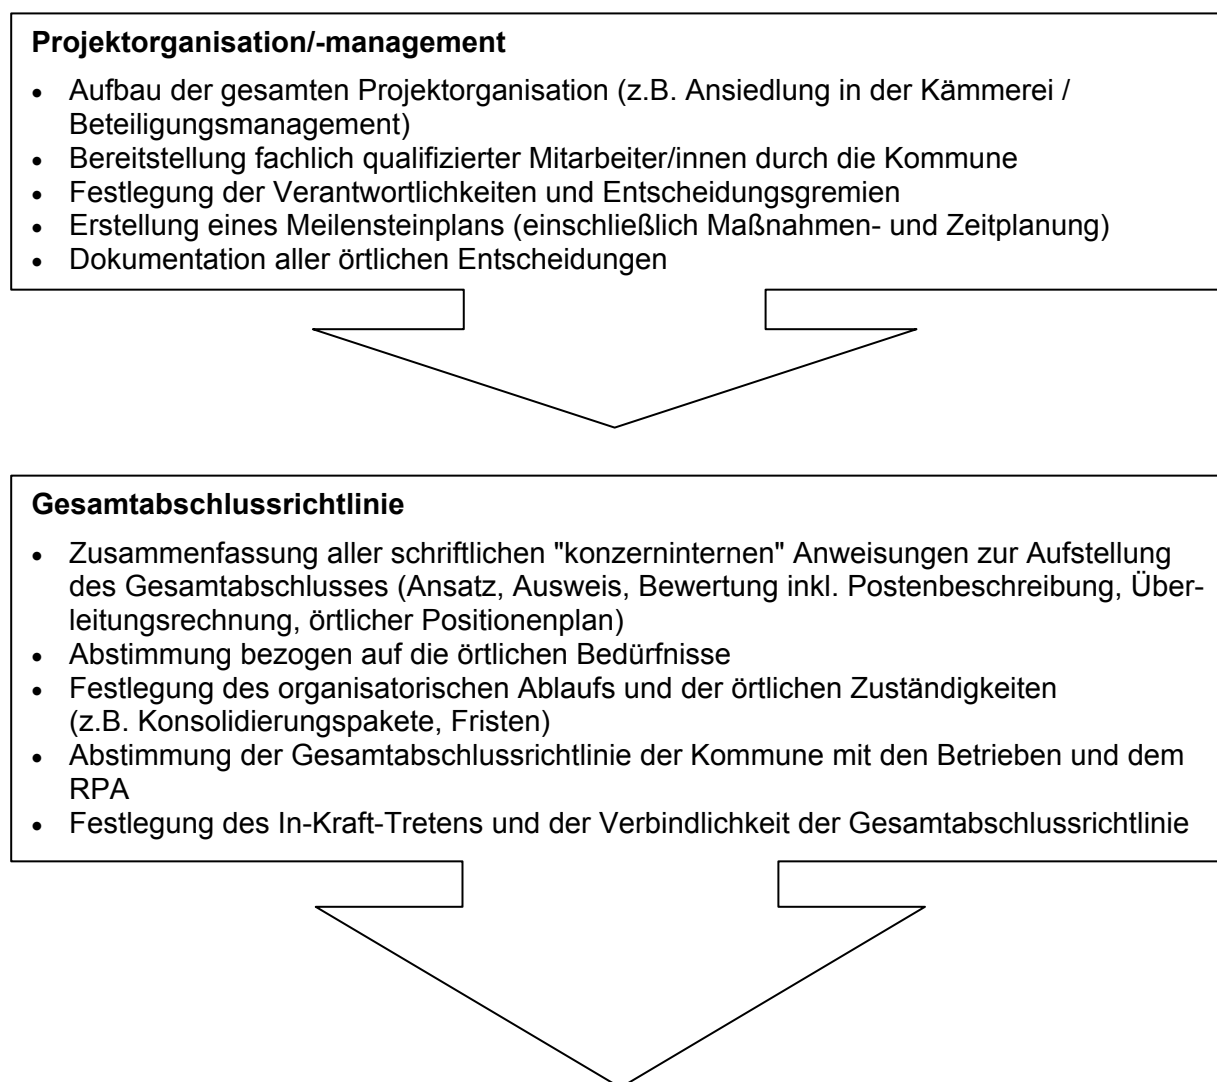 Projektorganisation/-management
• Aufbau der gesamten Projektorganisation (z.B. Ansiedlung in der Kämmerei /
Beteiligungsmanagement)
• Bereitstellung fachlich qualifizierter Mitarbeiter/innen durch die Kommune
• Festlegung der Verantwortlichkeiten und Entscheidungsgremien
• Erstellung eines Meilensteinplans (einschließlich Maßnahmen- und Zeitplanung)
• Dokumentation aller örtlichen Entscheidungen
Gesamtabschlussrichtlinie
• Zusammenfassung aller schriftlichen "konzerninternen" Anweisungen zur Aufstellung
des Gesamtabschlusses (Ansatz, Ausweis, Bewertung inkl. Postenbeschreibung, Über-
leitungsrechnung, örtlicher Positionenplan)
• Abstimmung bezogen auf die örtlichen Bedürfnisse
• Festlegung des organisatorischen Ablaufs und der örtlichen Zuständigkeiten
(z.B. Konsolidierungspakete, Fristen)
• Abstimmung der Gesamtabschlussrichtlinie der Kommune mit den Betrieben und dem
RPA
• Festlegung des In-Kraft-Tretens und der Verbindlichkeit der Gesamtabschlussrichtlinie